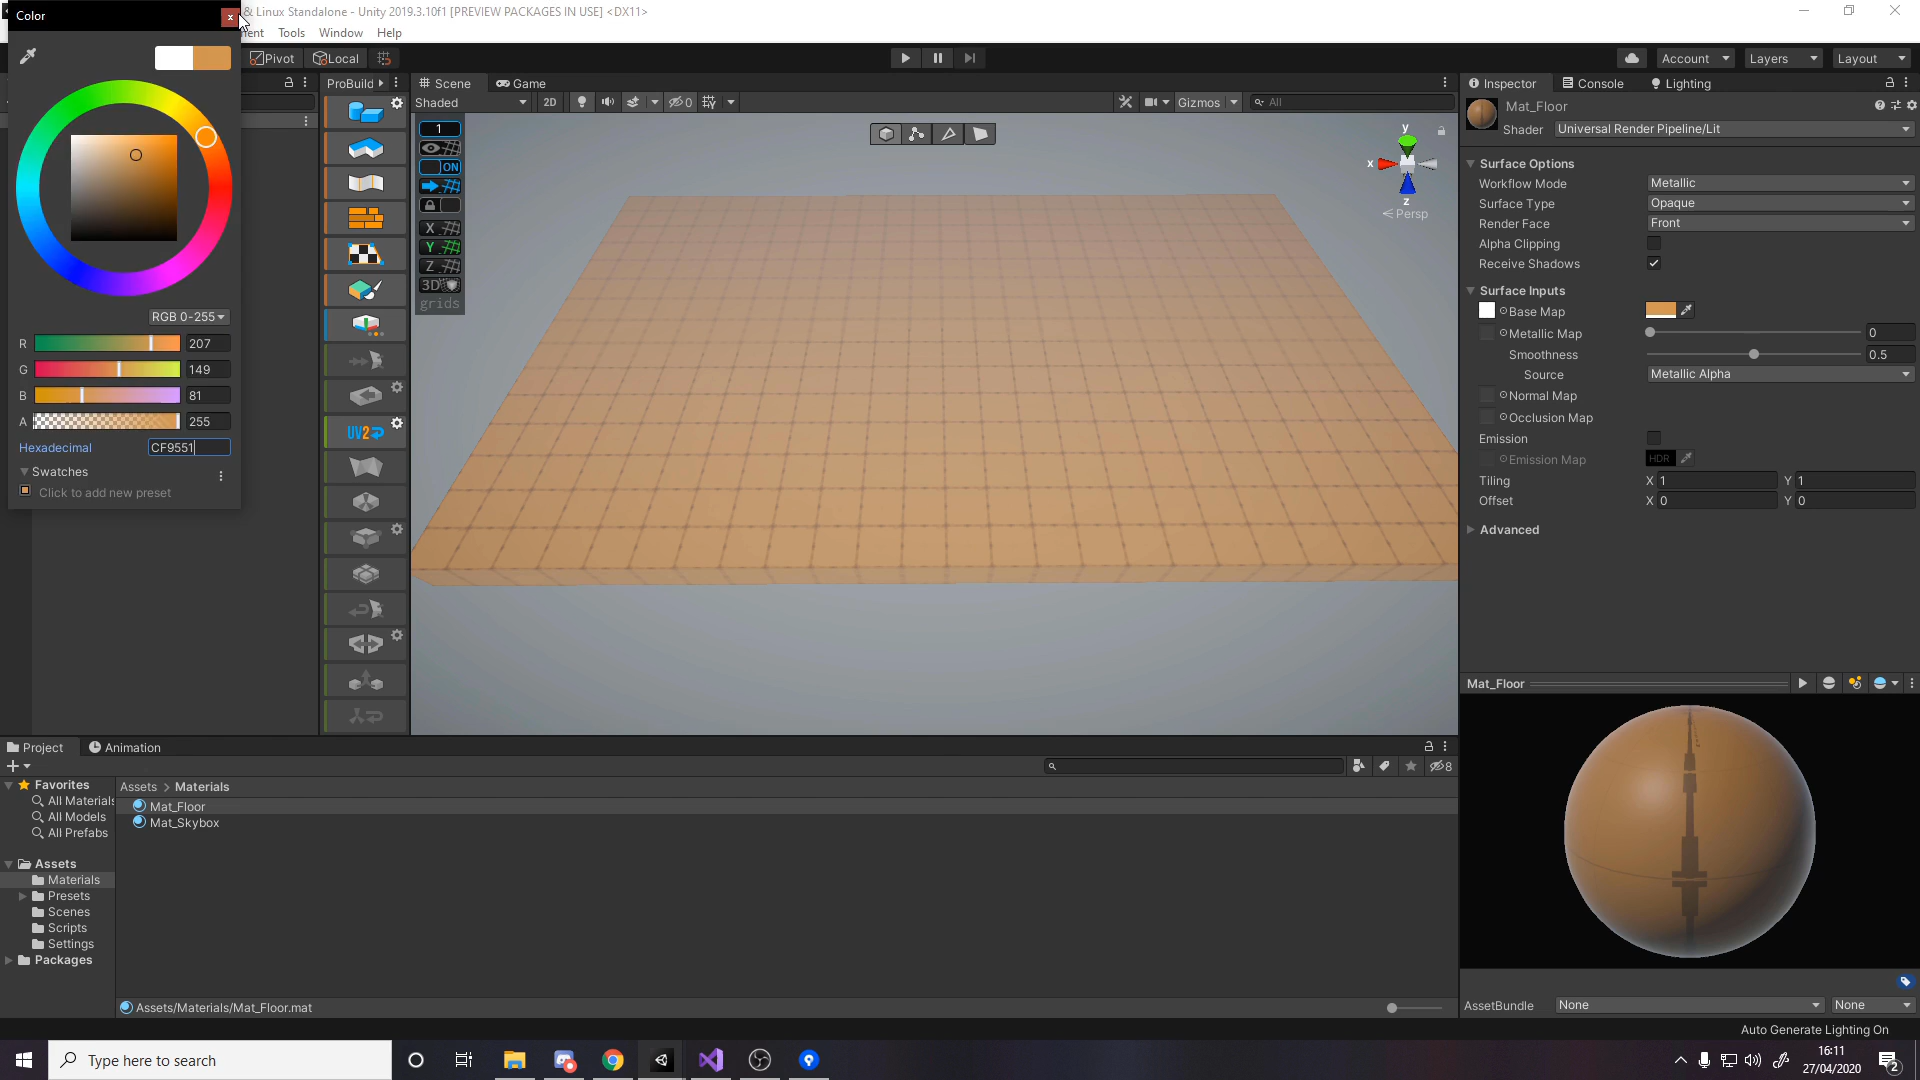 Color
x
& Linux Standalone - Unity 2019.3.10f1 [PREVIEW PACKAGES IN USE] <DX11>
Tools Window Help
Pivot Local
Account Layers Layout
RGB 0-255
R 207
G 149
B 81
A 255
Hexadecimal CF9551
Swatches
Click to add new preset
ProBuild
UV2
Scene Game
Shaded 2D 0 Gizmos All
1
ON
X
Y
Z
3D
grids
y
x
z
< Persp
Inspector Console Lighting
Mat_Floor
Shader Universal Render Pipeline/Lit
Surface Options
Workflow Mode Metallic
Surface Type Opaque
Render Face Front
Alpha Clipping
Receive Shadows
Surface Inputs
Base Map
Metallic Map 0
Smoothness 0.5
Source Metallic Alpha
Normal Map
Occlusion Map
Emission
Emission Map HDR
Tiling X 1 Y 1
Offset X 0 Y 0
Advanced
Mat_Floor
AssetBundle None None
Auto Generate Lighting On
Project Animation
8
Favorites
All Materials
All Models
All Prefabs
Assets
Materials
Presets
Scenes
Scripts
Settings
Packages
Assets > Materials
Mat_Floor
Mat_Skybox
Assets/Materials/Mat_Floor.mat
Type here to search
16:11
27/04/2020
2